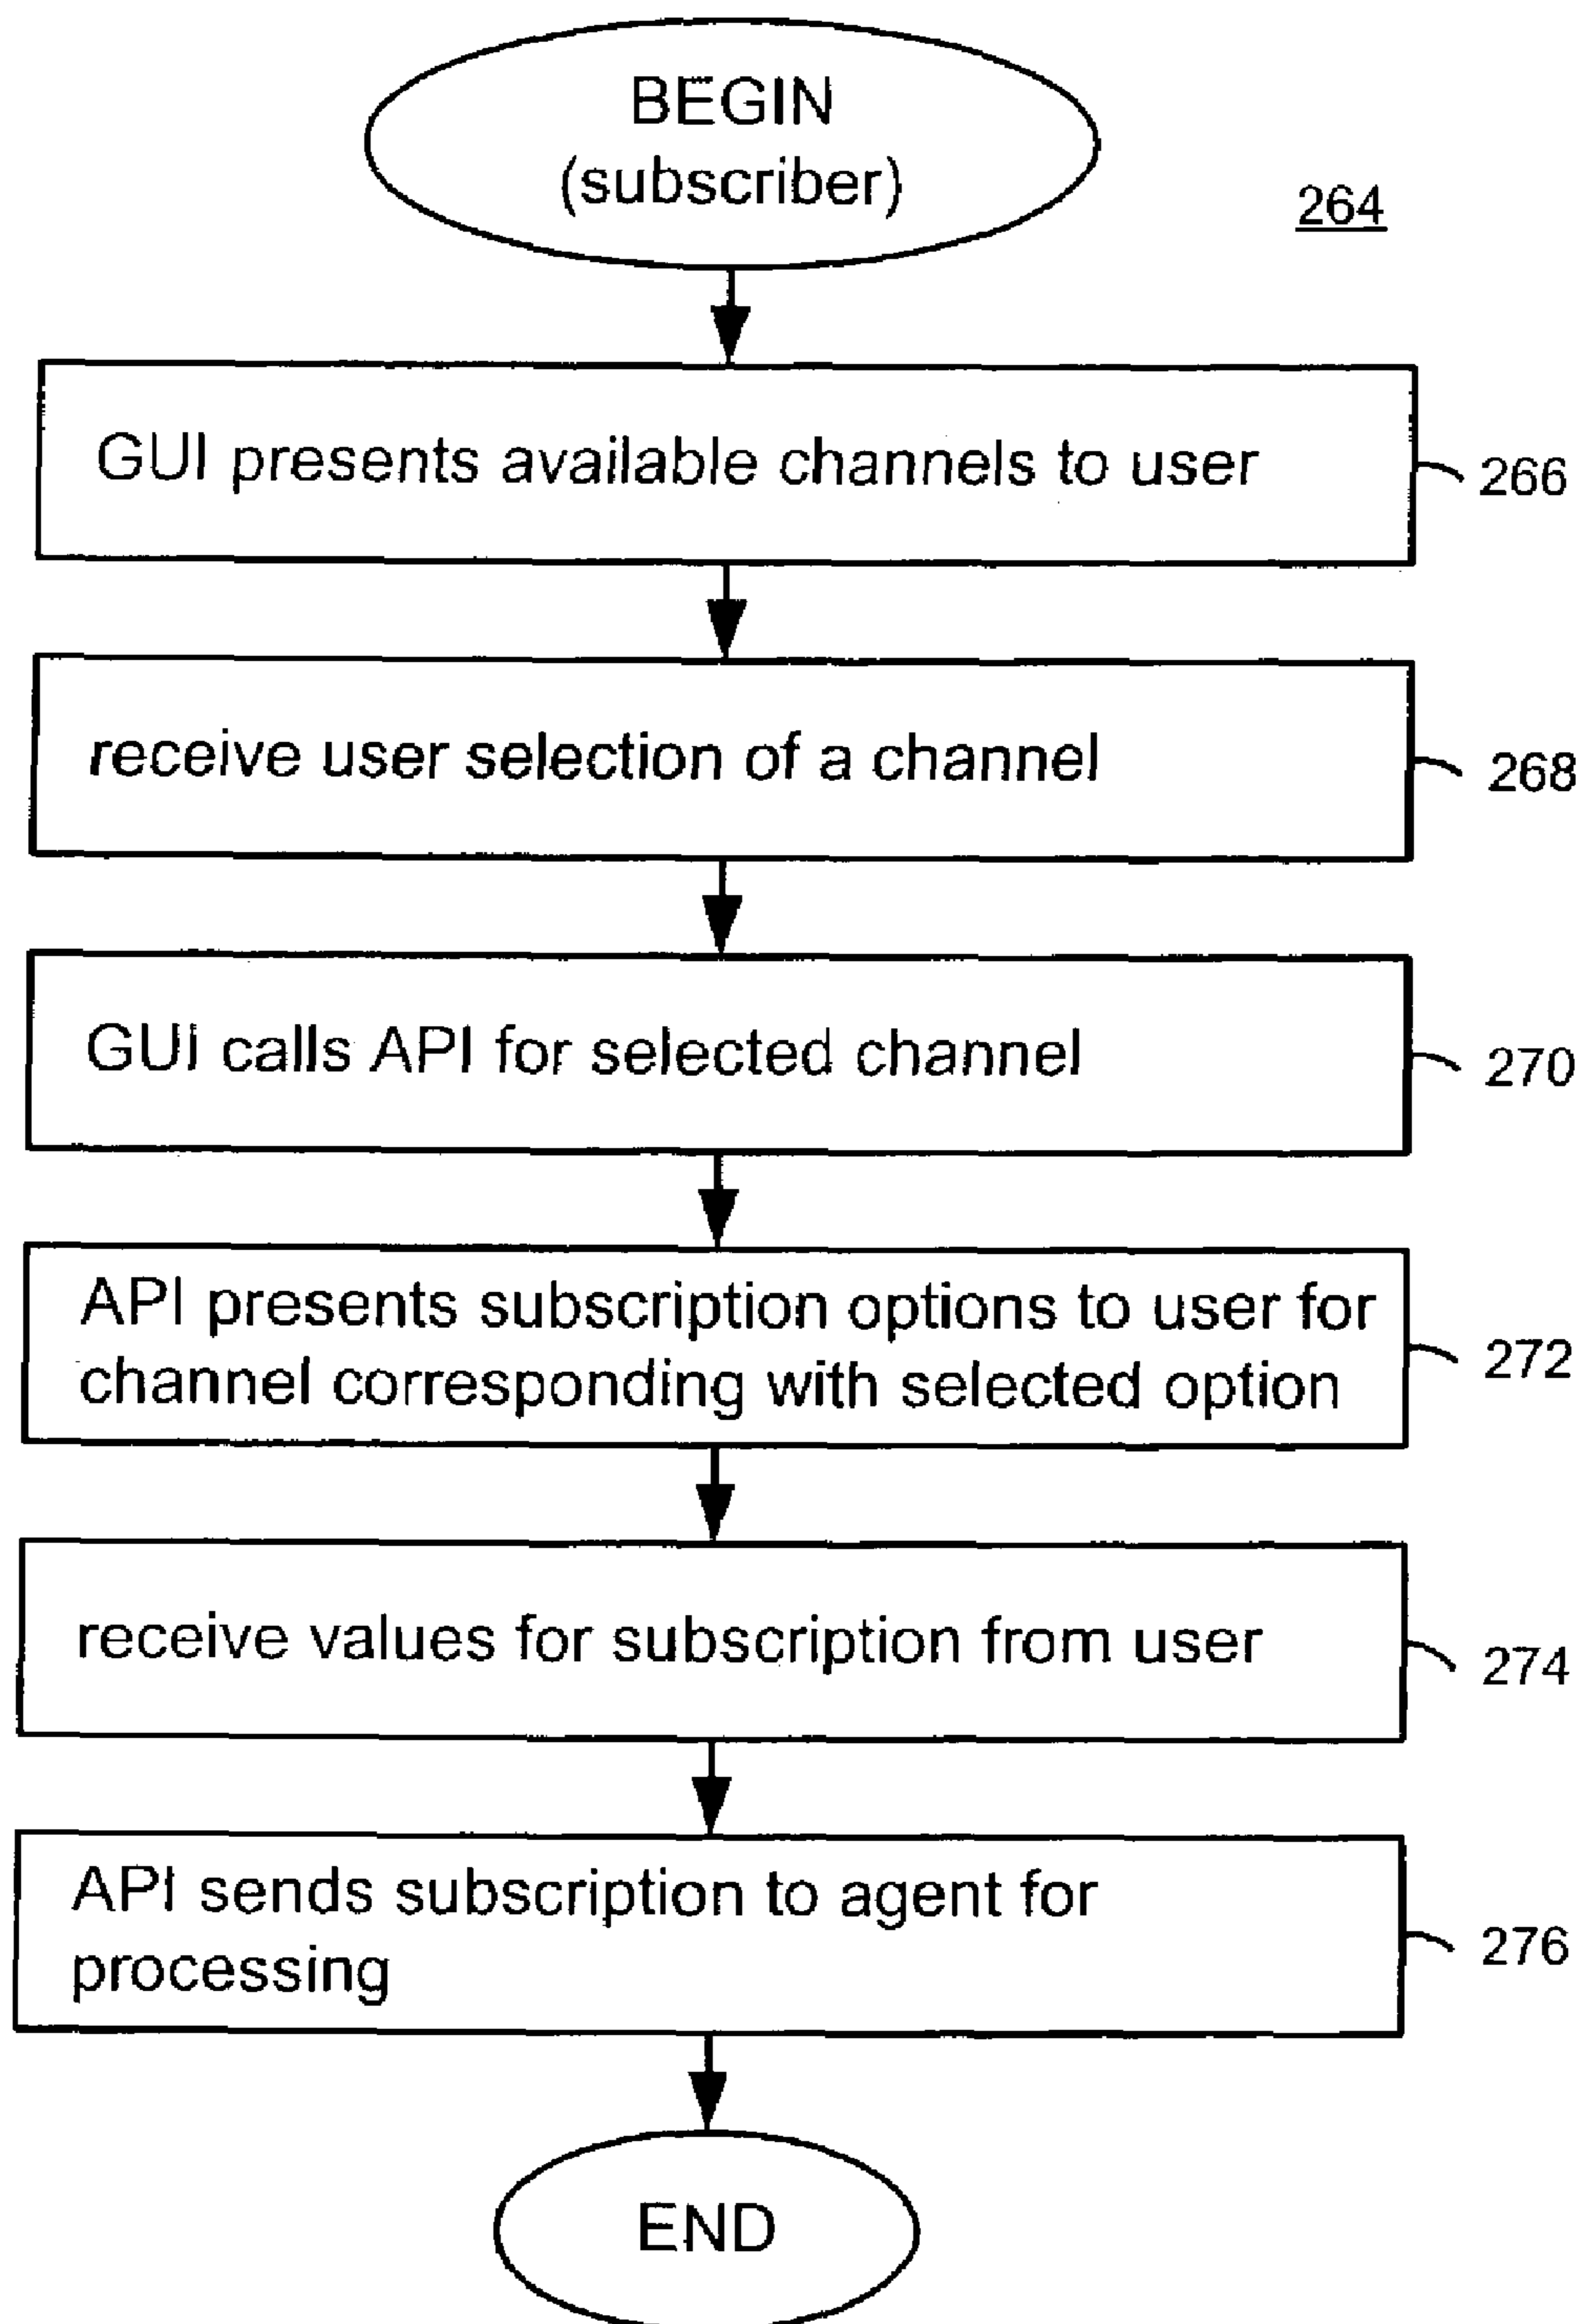 BEGIN
(subscriber)
264
GUI presents available channels to user
266
receive user selection of a channel
268
GUI calls API for selected channel
270
API presents subscription options to user for
channel corresponding with selected option
272
receive values for subscription from user
274
API sends subscription to agent for
processing
276
END